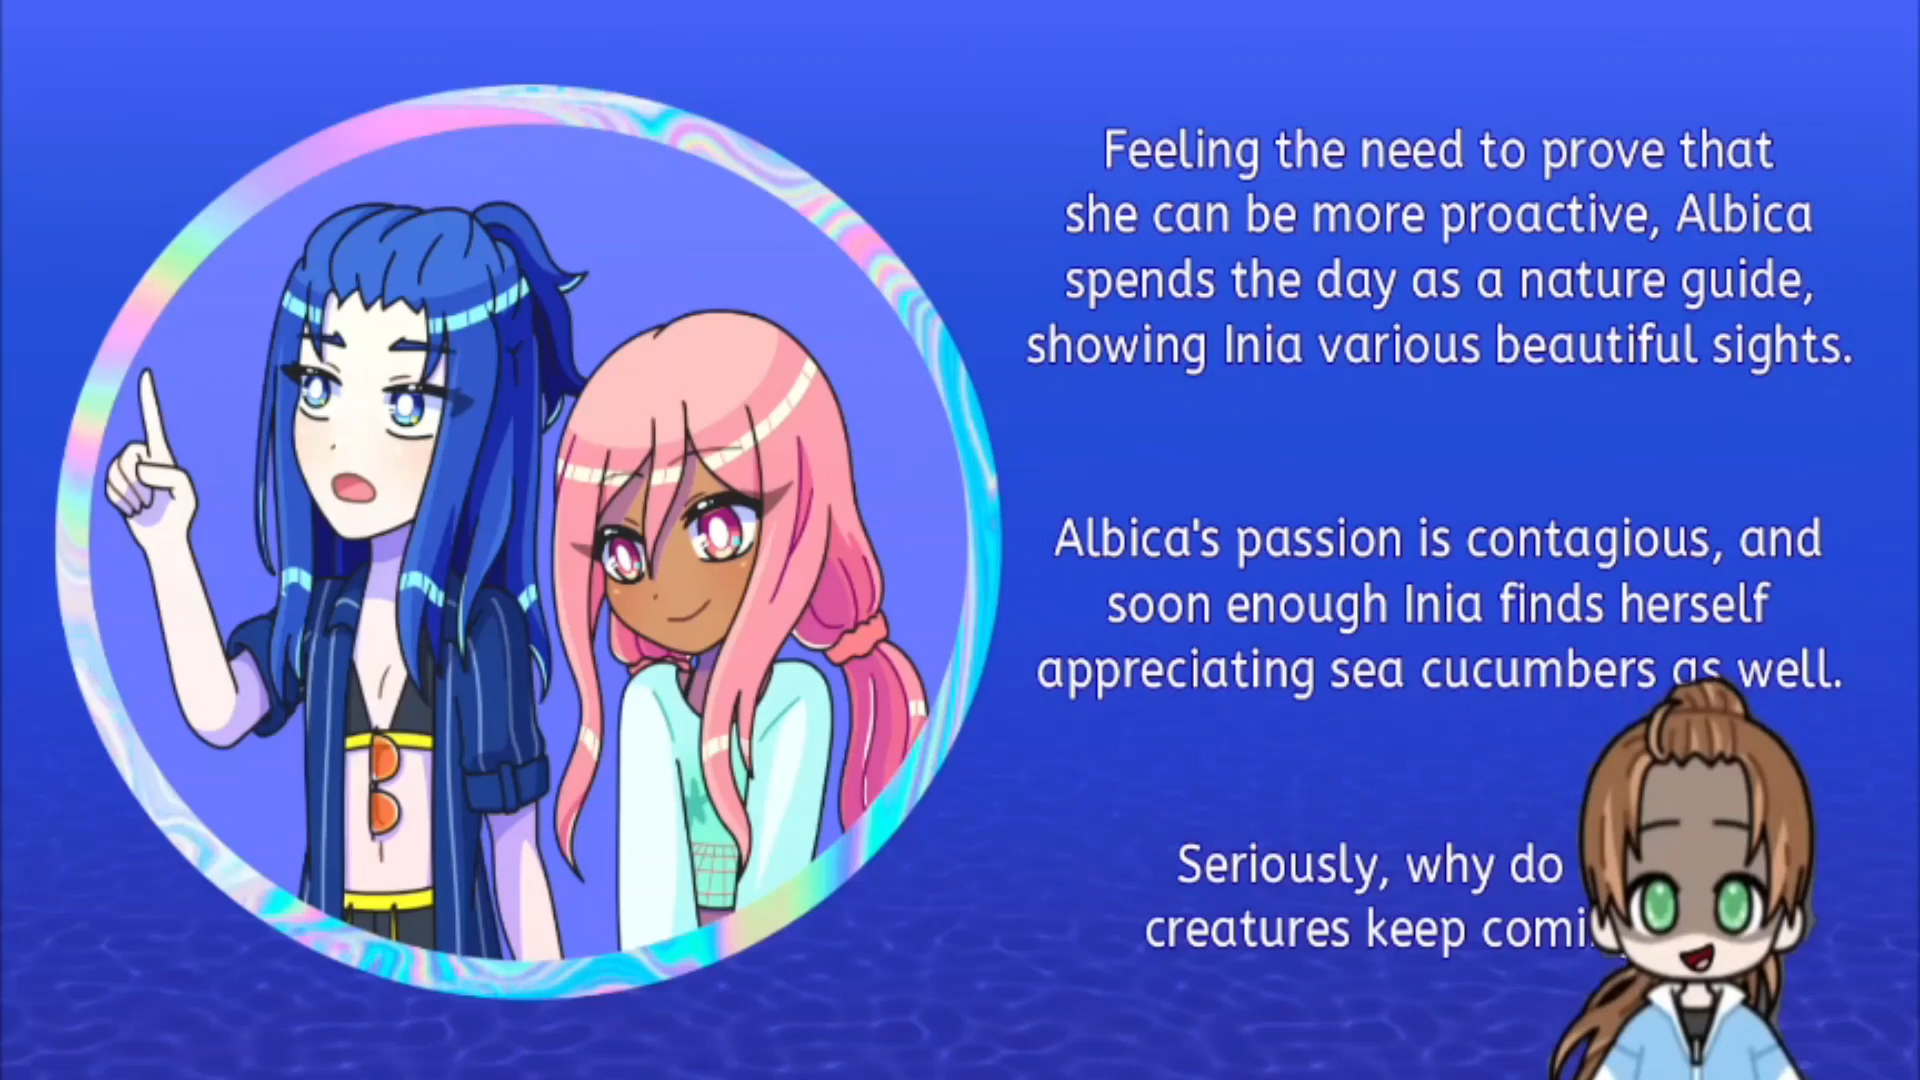 Feeling the need to prove that
she can be more proactive, Albica
spends the day as a nature guide,
showing Inia various beautiful sights.
Albica's passion is contagious, and
soon enough Inia finds herself
appreciating sea cucumbers as well.
Seriously, why do
creatures keep comi